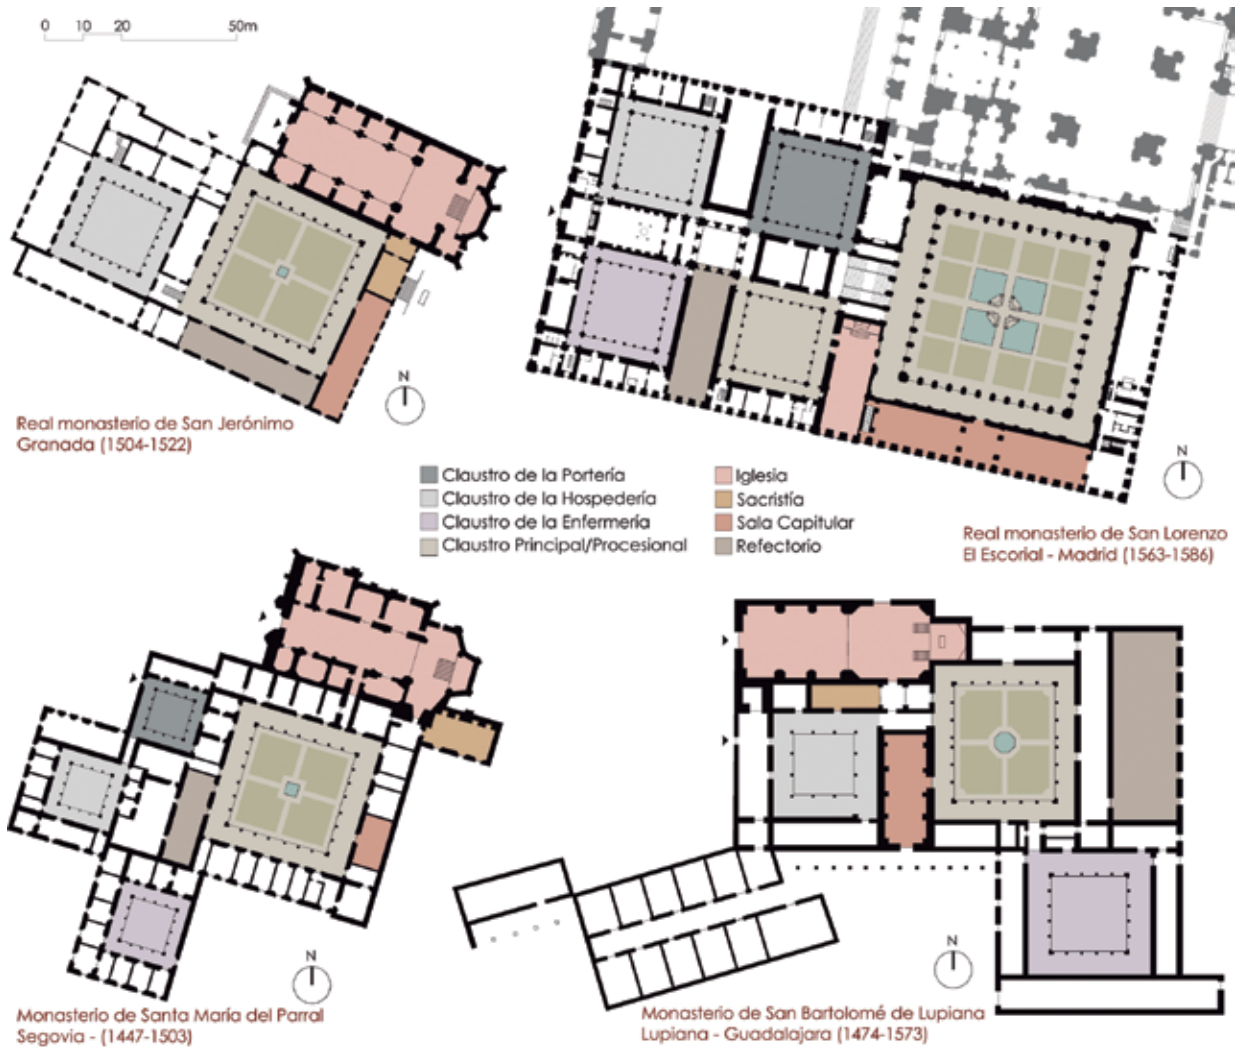 0 10 20 50m
N
Real monasterio de San Jerónimo
Granada (1504-1522)
N
Real monasterio de San Lorenzo
El Escorial - Madrid (1563-1586)
Claustro de la Portería
Claustro de la Hospedería
Claustro de la Enfermería
Claustro Principal/Procesional
Iglesia
Sacristía
Sala Capitular
Refectorio
N
Monasterio de Santa María del Parral
Segovia - (1447-1503)
N
Monasterio de San Bartolomé de Lupiana
Lupiana - Guadalajara (1474-1573)